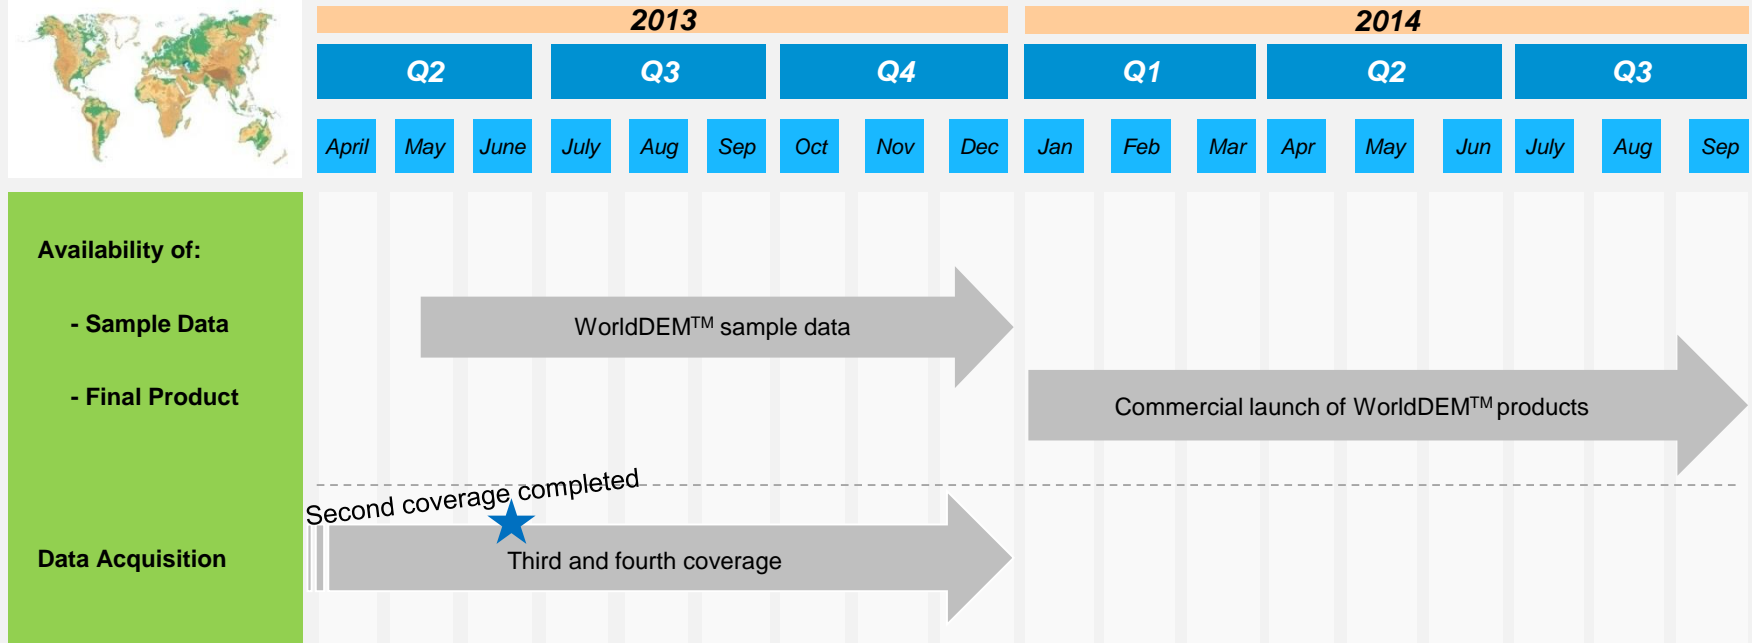 2013 2014
Q2 Q3 Q4 Q1 Q2 Q3
April May June July Aug Sep Oct Nov Dec Jan Feb Mar Apr May Jun July Aug Sep
Availability of:
- Sample Data
WorldDEM™ sample data
- Final Product
Commercial launch of WorldDEM™ products
Second coverage completed
Data Acquisition
Third and fourth coverage